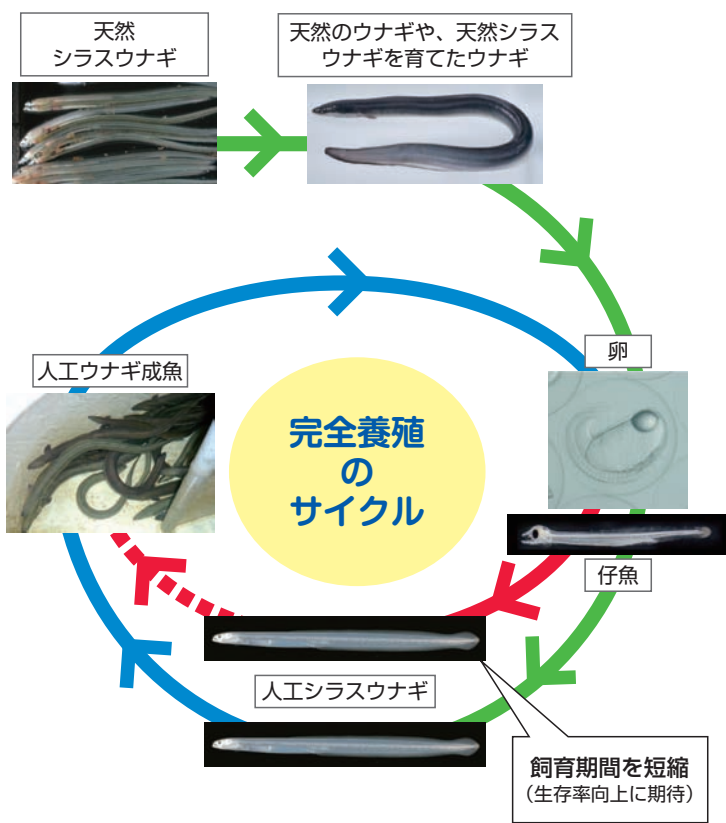 天然
シラスウナギ
天然のウナギや、天然シラス
ウナギを育てたウナギ
卵
人工ウナギ成魚
完全養殖
の
サイクル
仔魚
人工シラスウナギ
飼育期間を短縮
（生存率向上に期待）